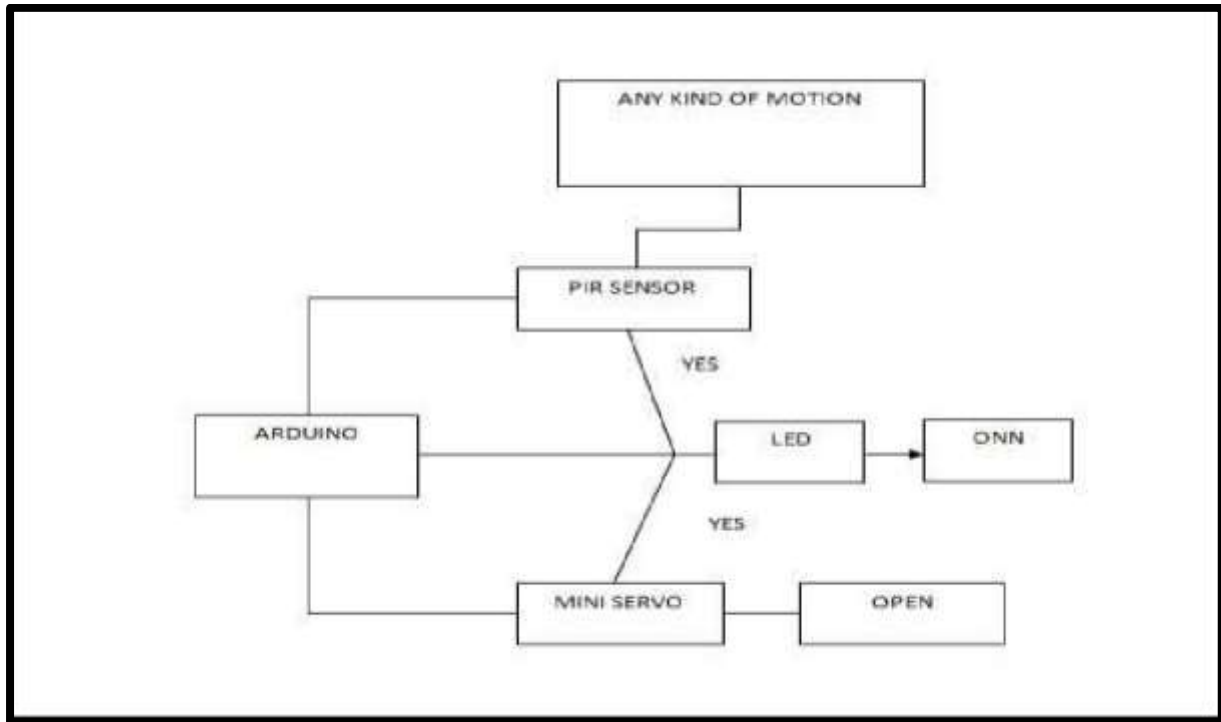 ANY KIND OF MOTION
PIR SENSOR
YES
ARDUINO
LED
ONN
YES
MINI SERVO
OPEN